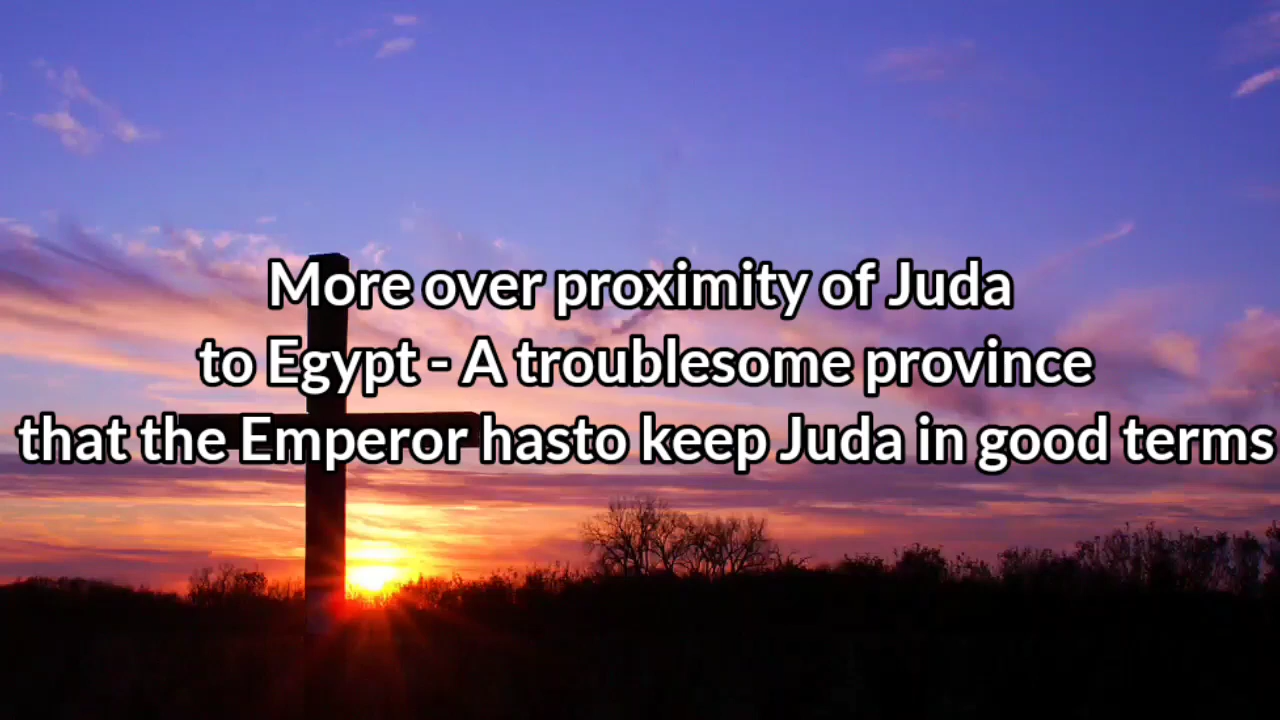 More over proximity of Juda
to Egypt - A troublesome province
that the Emperor hasto keep Juda in good terms